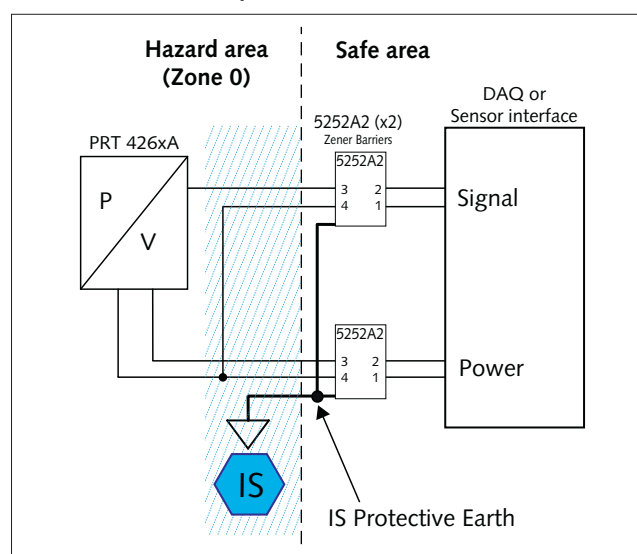 Hazard area
(Zone 0)
Safe area
DAQ or
Sensor interface
5252A2 (x2)
Zener Barriers
PRT 426xA
5252A2
3 2
4 1
Signal
P
V
5252A2
3 2
4 1
Power
IS
IS Protective Earth